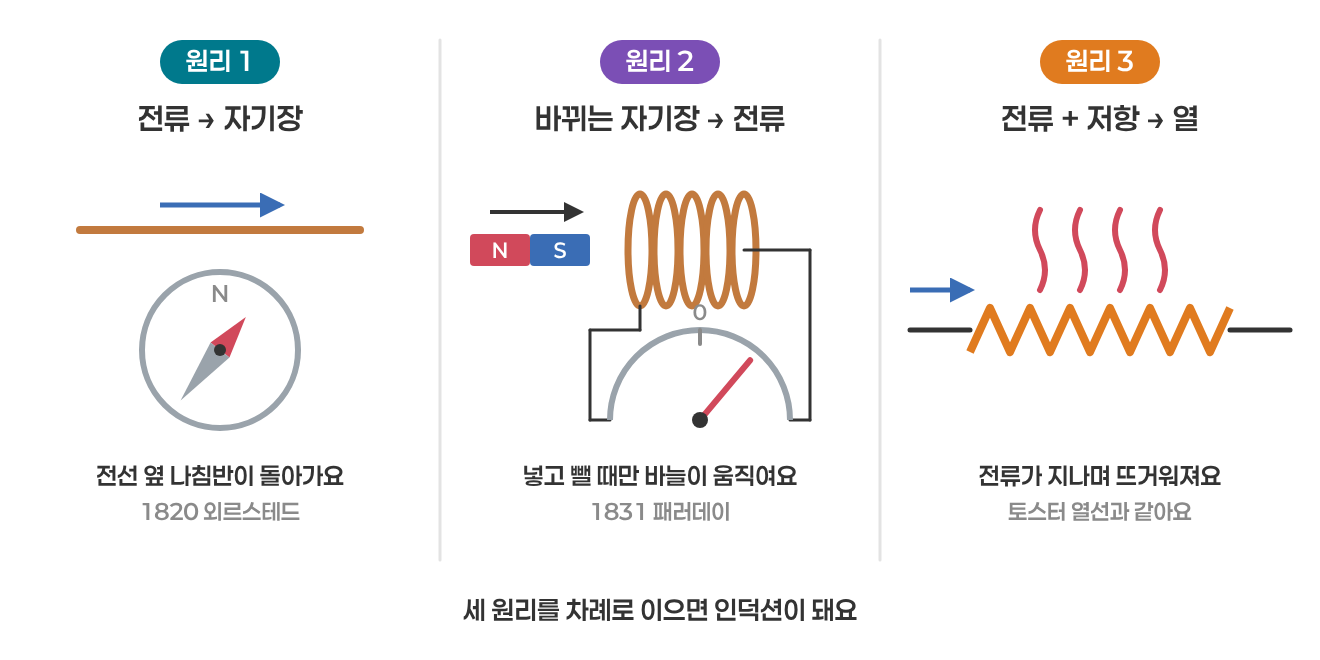 원리 1
전류 → 자기장
N
전선 옆 나침반이 돌아가요
1820 외르스테드
원리 2
바뀌는 자기장 → 전류
N S
0
넣고 뺄 때만 바늘이 움직여요
1831 패러데이
원리 3
전류 + 저항 → 열
전류가 지나며 뜨거워져요
토스터 열선과 같아요
세 원리를 차례로 이으면 인덕션이 돼요